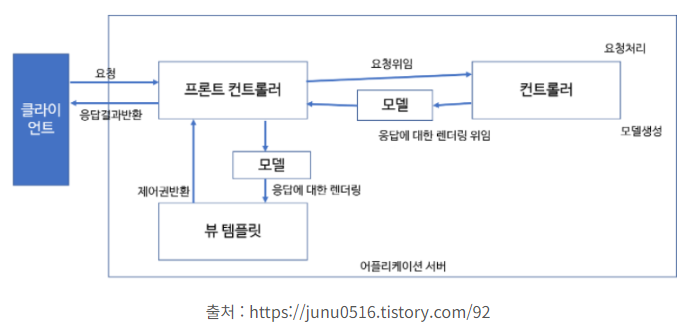 요청처리
요청위임
요청
클라이
언트
프론트 컨트롤러
컨트롤러
모델
응답결과반환
응답에 대한 렌더링 위임
모델생성
모델
제어권반환
응답에 대한 렌더링
뷰 템플릿
어플리케이션 서버
출처 : https://junu0516.tistory.com/92